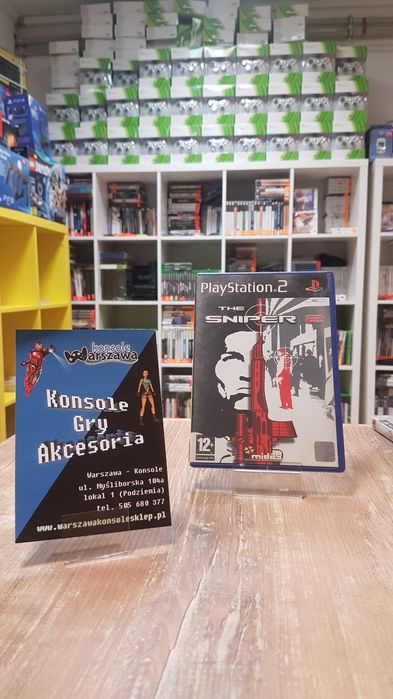 PlayStation 2
THE
SNIPER 2
12+
midas
konsole
Warszawa
Konsole
Gry
Akcesoria
Warszawa - Konsole
ul. Myśliborska 104a
lokal 1 (Podziemia)
tel. 505 680 377
www.warszawakonsolesklep.pl